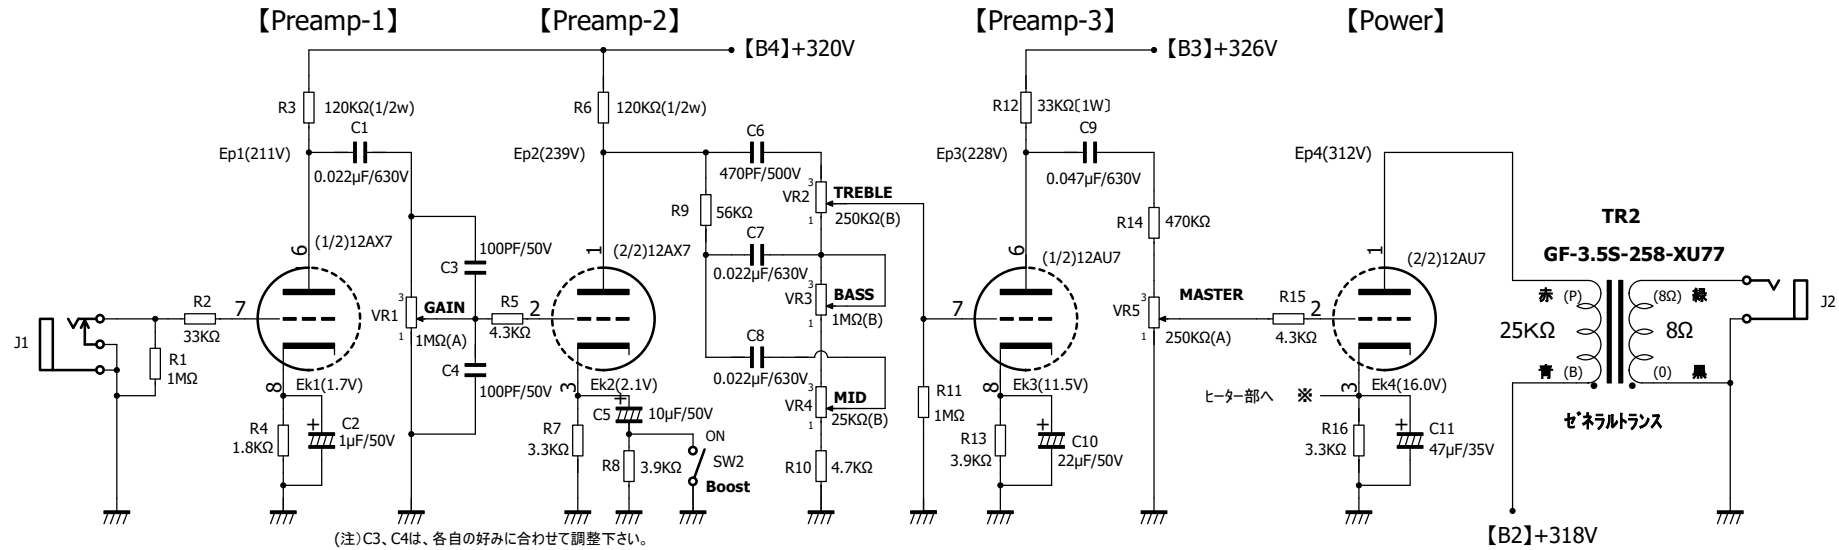 【Preamp-1】
【Preamp-2】
【Preamp-3】
【Power】
【B4】+320V
【B3】+326V
R3
120KΩ(1/2w)
R6
120KΩ(1/2w)
R12
33KΩ〔1W〕
C1
0.022μF/630V
Ep1(211V)
Ep2(239V)
C6
470PF/500V
Ep3(228V)
C9
0.047μF/630V
Ep4(312V)
VR2
3
1
TREBLE
250KΩ(B)
R9
56KΩ
R14
470KΩ
TR2
GF-3.5S-258-XU77
6
(1/2)12AX7
100PF/50V
C3
1
(2/2)12AX7
C7
0.022μF/630V
6
(1/2)12AU7
1
(2/2)12AU7
J1
R2
33KΩ
7
VR1
3
1
GAIN
1MΩ(A)
R5
4.3KΩ
2
VR3
3
1
BASS
1MΩ(B)
7
VR5
3
1
MASTER
250KΩ(A)
R15
4.3KΩ
2
赤
(P)
(8Ω)
緑
25KΩ
8Ω
青
(B)
(0)
黒
J2
R1
1MΩ
8
Ek1(1.7V)
C4
100PF/50V
3
Ek2(2.1V)
C8
0.022μF/630V
VR4
3
1
MID
25KΩ(B)
R11
1MΩ
8
Ek3(11.5V)
ヒーター部へ ※
3
Ek4(16.0V)
ゼネラルトランス
R4
1.8KΩ
+
C2
1μF/50V
R7
3.3KΩ
+
C5
10μF/50V
R8
3.9KΩ
ON
SW2
Boost
R10
4.7KΩ
R13
3.9KΩ
+
C10
22μF/50V
R16
3.3KΩ
+
C11
47μF/35V
(注)C3、C4は、各自の好みに合わせて調整下さい。
【B2】+318V